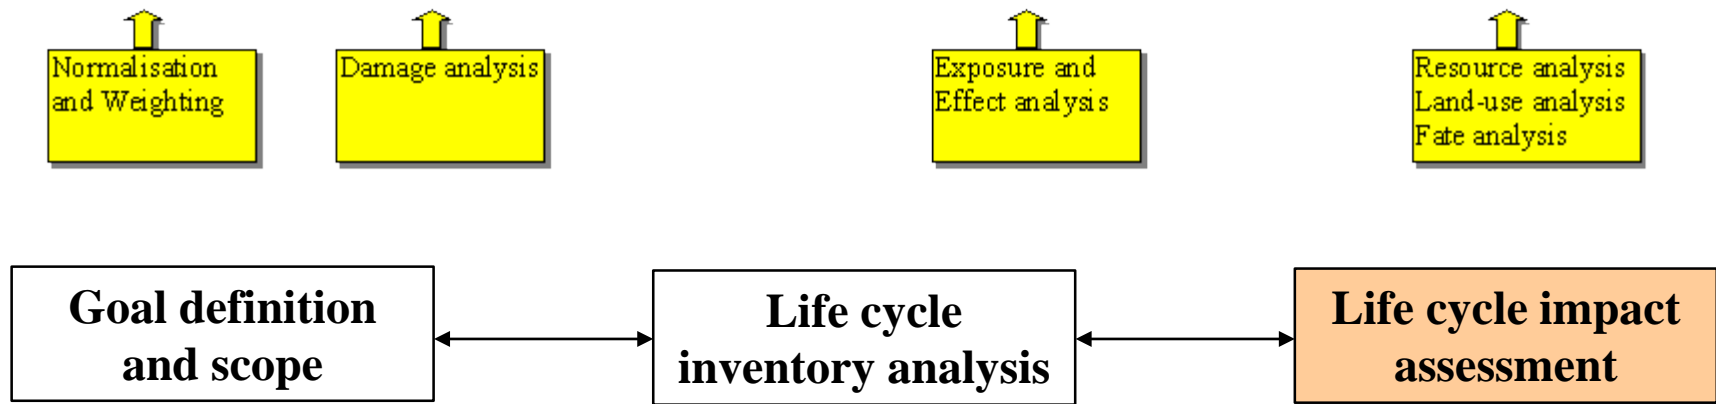 Normalisation
and Weighting
Damage analysis
Exposure and
Effect analysis
Resource analysis
Land-use analysis
Fate analysis
Goal definition
and scope
Life cycle
inventory analysis
Life cycle impact
assessment